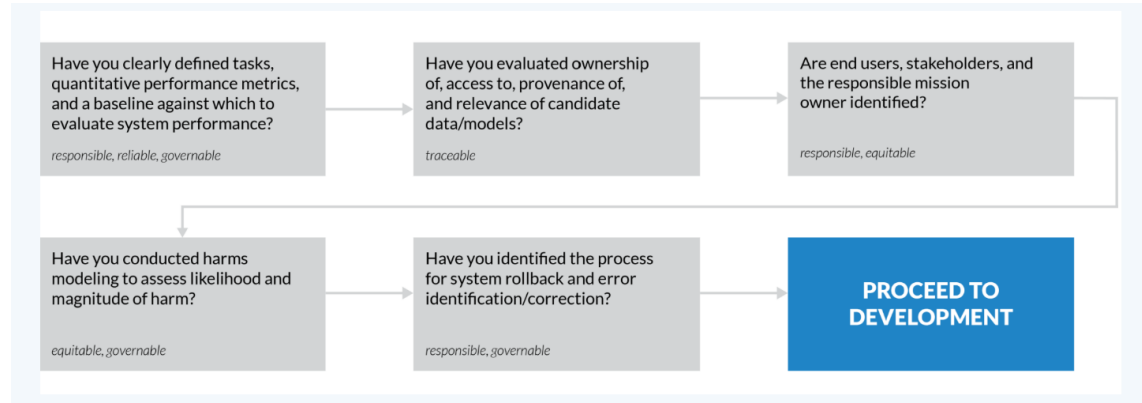 Have you clearly defined tasks,
quantitative performance metrics,
and a baseline against which to
evaluate system performance?
responsible, reliable, governable
Have you evaluated ownership
of, access to, provenance of,
and relevance of candidate
data/models?
traceable
Are end users, stakeholders, and
the responsible mission
owner identified?
responsible, equitable
Have you conducted harms
modeling to assess likelihood and
magnitude of harm?
equitable, governable
Have you identified the process
for system rollback and error
identification/correction?
responsible, governable
PROCEED TO
DEVELOPMENT